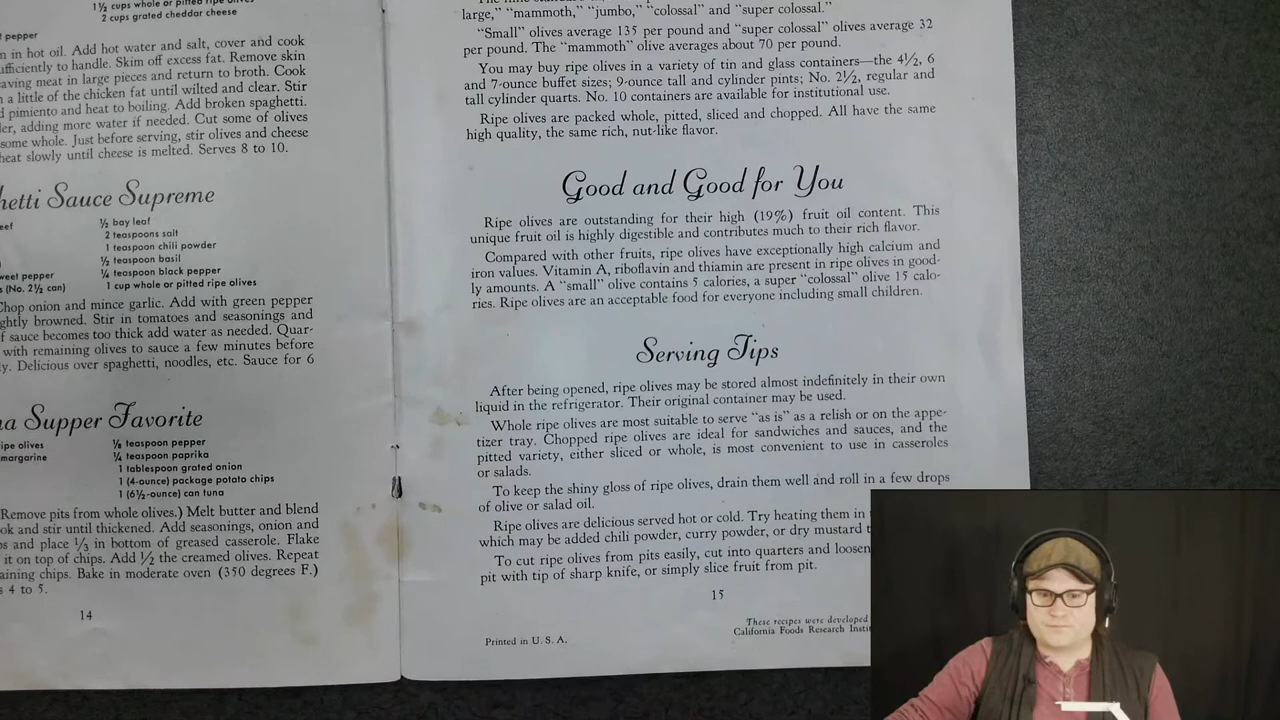 1½ cups whole or pitted ripe olives
2 cups grated cheddar cheese
pepper
in hot oil. Add hot water and salt, cover and cook
sufficiently to handle. Skim off excess fat. Remove skin
leaving meat in large pieces and return to broth. Cook
a little of the chicken fat until wilted and clear. Stir
pimiento and heat to boiling. Add broken spaghetti.
adding more water if needed. Cut some of olives
some whole. Just before serving, stir olives and cheese
heat slowly until cheese is melted. Serves 8 to 10.
hetti Sauce Supreme
eef
½ bay leaf
2 teaspoons salt
1 teaspoon chili powder
½ teaspoon basil
weet pepper
¼ teaspoon black pepper
(No. 2½ can)
1 cup whole or pitted ripe olives
Chop onion and mince garlic. Add with green pepper
ghtly browned. Stir in tomatoes and seasonings and
f sauce becomes too thick add water as needed. Quar-
with remaining olives to sauce a few minutes before
y. Delicious over spaghetti, noodles, etc. Sauce for 6
na Supper Favorite
ripe olives
⅛ teaspoon pepper
margarine
¼ teaspoon paprika
1 tablespoon grated onion
1 (4-ounce) package potato chips
1 (6½-ounce) can tuna
Remove pits from whole olives.) Melt butter and blend
ok and stir until thickened. Add seasonings, onion and
ps and place ⅓ in bottom of greased casserole. Flake
it on top of chips. Add ½ the creamed olives. Repeat
aining chips. Bake in moderate oven (350 degrees F.)
s 4 to 5.
14
large," "mammoth," "jumbo," "colossal" and "super colossal."
"Small" olives average 135 per pound and "super colossal" olives average 32
per pound. The "mammoth" olive averages about 70 per pound.
You may buy ripe olives in a variety of tin and glass containers—the 4½, 6
and 7-ounce buffet sizes; 9-ounce tall and cylinder pints; No. 2½, regular and
tall cylinder quarts. No. 10 containers are available for institutional use.
Ripe olives are packed whole, pitted, sliced and chopped. All have the same
high quality, the same rich, nut-like flavor.
Good and Good for You
Ripe olives are outstanding for their high (19%) fruit oil content. This
unique fruit oil is highly digestible and contributes much to their rich flavor.
Compared with other fruits, ripe olives have exceptionally high calcium and
iron values. Vitamin A, riboflavin and thiamin are present in ripe olives in good-
ly amounts. A "small" olive contains 5 calories, a super "colossal" olive 15 calo-
ries. Ripe olives are an acceptable food for everyone including small children.
Serving Tips
After being opened, ripe olives may be stored almost indefinitely in their own
liquid in the refrigerator. Their original container may be used.
Whole ripe olives are most suitable to serve "as is" as a relish or on the appe-
tizer tray. Chopped ripe olives are ideal for sandwiches and sauces, and the
pitted variety, either sliced or whole, is most convenient to use in casseroles
or salads.
To keep the shiny gloss of ripe olives, drain them well and roll in a few drops
of olive or salad oil.
Ripe olives are delicious served hot or cold. Try heating them in
which may be added chili powder, curry powder, or dry mustard
To cut ripe olives from pits easily, cut into quarters and loosen
pit with tip of sharp knife, or simply slice fruit from pit.
15
These recipes were developed
California Foods Research Insti
Printed in U. S. A.